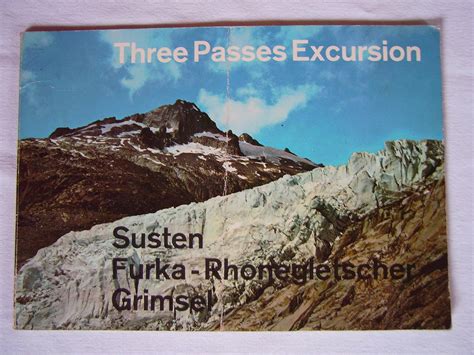 Three Passes Excursion
Susten
Furka - Rhonegletscher
Grimsel